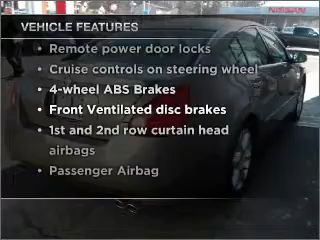 NISSAN
VEHICLE FEATURES
• Remote power door locks
• Cruise controls on steering wheel
• 4-wheel ABS Brakes
• Front Ventilated disc brakes
• 1st and 2nd row curtain head
airbags
• Passenger Airbag